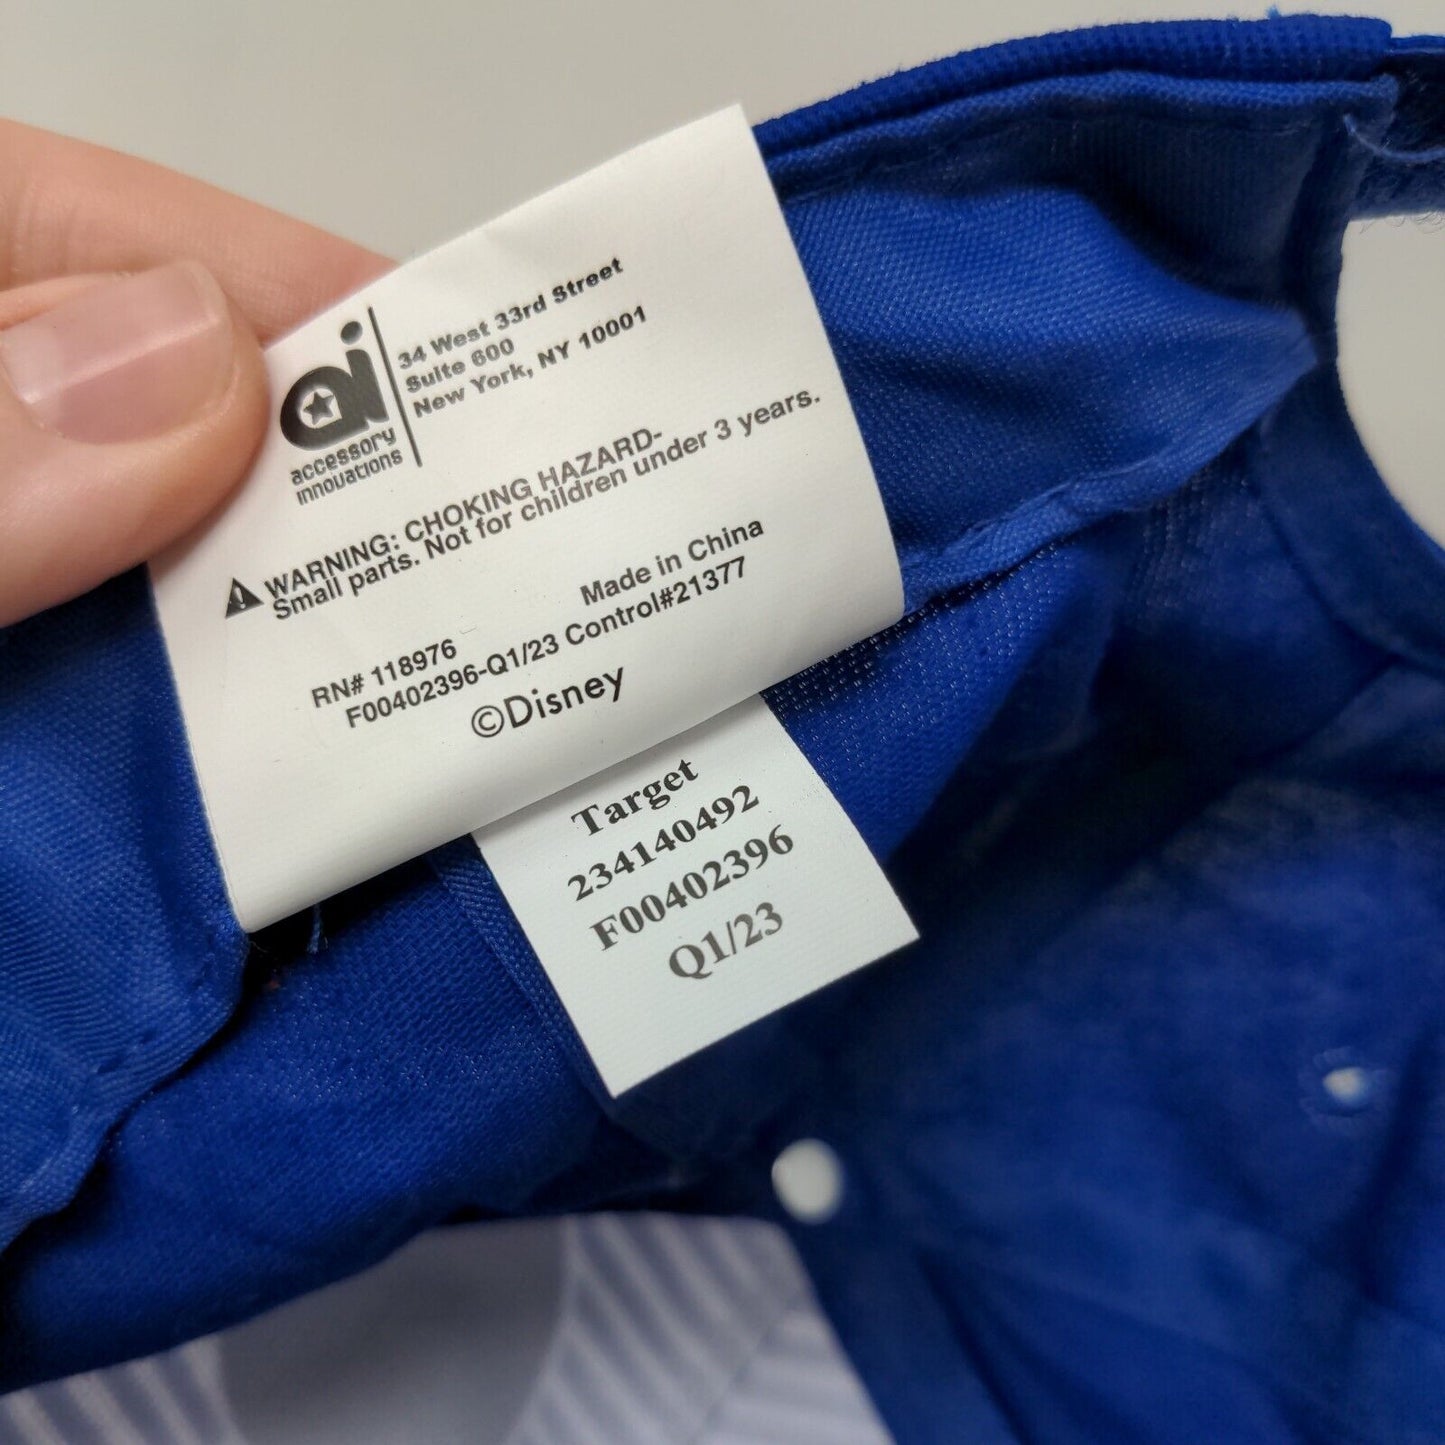 ai
accessory
innovations
34 West 33rd Street
Suite 600
New York, NY 10001
WARNING: CHOKING HAZARD-
Small parts. Not for children under 3 years.
Made in China
RN# 118976
F00402396-Q1/23 Control#21377
©Disney
Target
234140492
F00402396
Q1/23